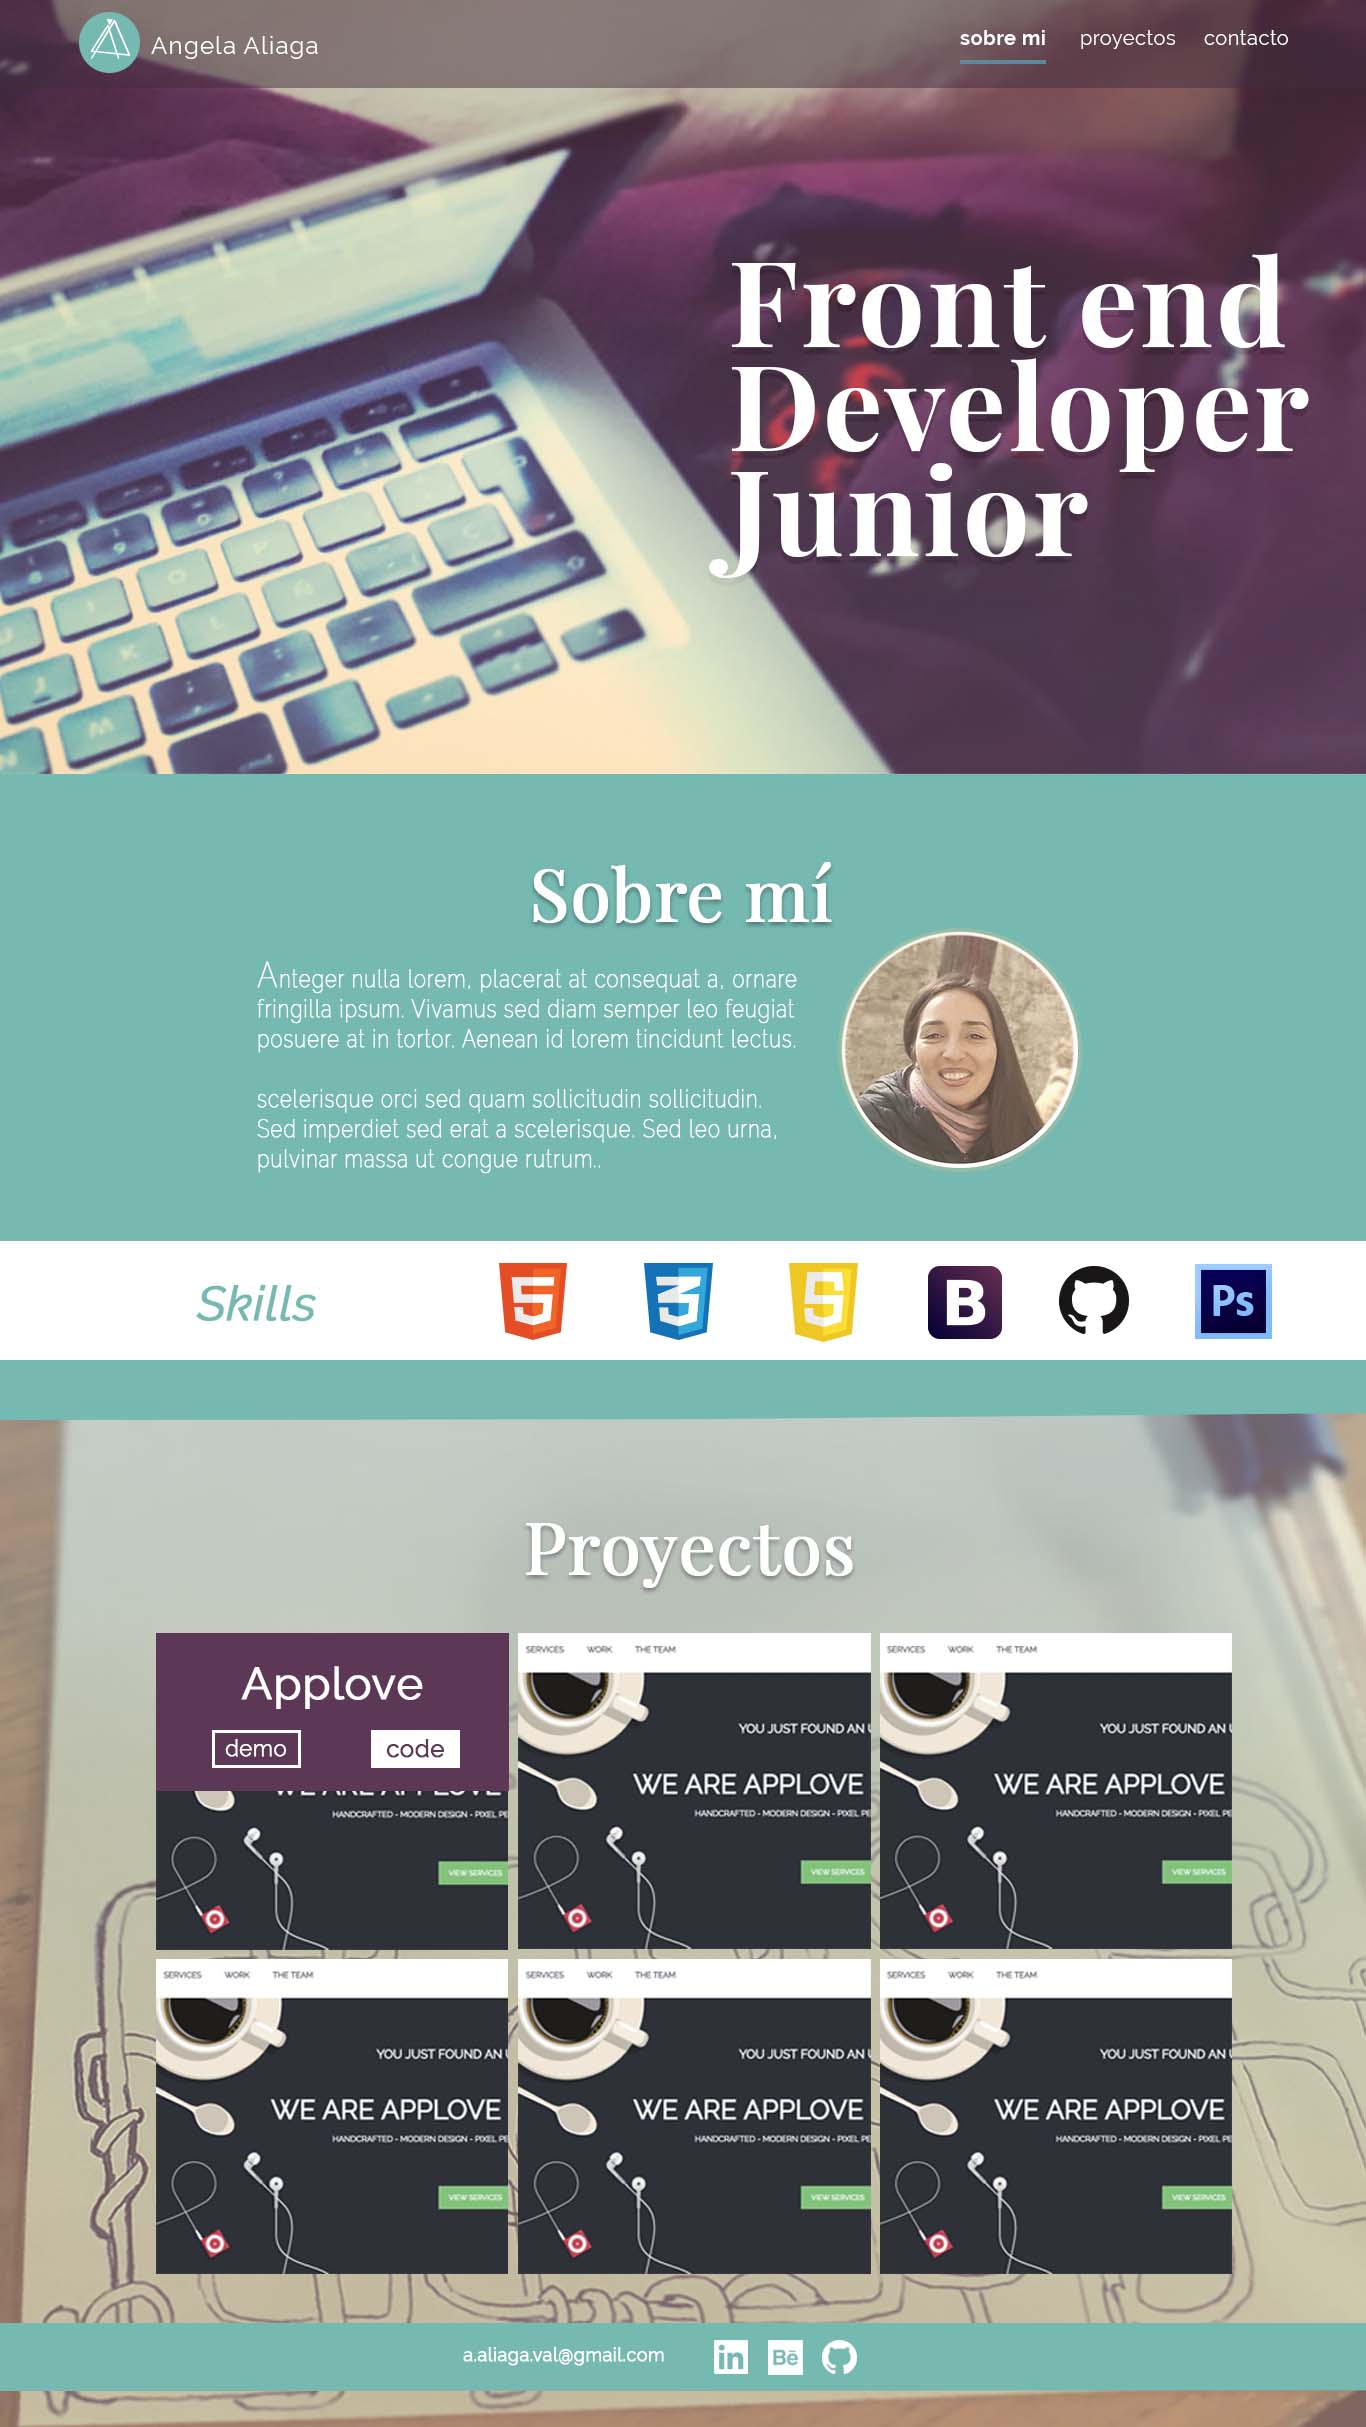 Angela Aliaga
sobre mi proyectos contacto
Front end
Developer
Junior
Sobre mí
Anteger nulla lorem, placerat at consequat a, ornare
fringilla ipsum. Vivamus sed diam semper leo feugiat
posuere at in tortor. Aenean id lorem tincidunt lectus.
scelerisque orci sed quam sollicitudin sollicitudin.
Sed imperdiet sed erat a scelerisque. Sed leo urna,
pulvinar massa ut congue rutrum..
Skills
5 3 5 B Ps
Proyectos
Applove
demo code
WE ARE APPLOVE
HANDCRAFTED - MODERN DESIGN - PIXEL PE
VIEW SERVICES
SERVICES WORK THE TEAM
YOU JUST FOUND AN U
WE ARE APPLOVE
HANDCRAFTED - MODERN DESIGN - PIXEL PE
VIEW SERVICES
SERVICES WORK THE TEAM
YOU JUST FOUND AN U
WE ARE APPLOVE
HANDCRAFTED - MODERN DESIGN - PIXEL PE
VIEW SERVICES
SERVICES WORK THE TEAM
YOU JUST FOUND AN U
WE ARE APPLOVE
HANDCRAFTED - MODERN DESIGN - PIXEL PE
VIEW SERVICES
SERVICES WORK THE TEAM
YOU JUST FOUND AN U
WE ARE APPLOVE
HANDCRAFTED - MODERN DESIGN - PIXEL PE
VIEW SERVICES
SERVICES WORK THE TEAM
YOU JUST FOUND AN U
WE ARE APPLOVE
HANDCRAFTED - MODERN DESIGN - PIXEL PE
VIEW SERVICES
a.aliaga.val@gmail.com in Bē